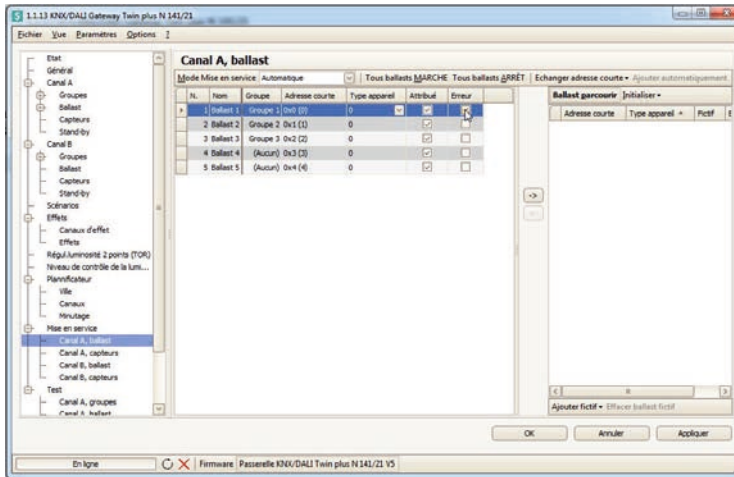 1.1.13 KNX/DALI Gateway Twin plus N 141/21
Fichier Vue Paramètres Options ?
Etat
Général
Canal A
Groupes
Ballast
Capteurs
Stand-by
Canal B
Groupes
Ballast
Capteurs
Stand-by
Scénarios
Effets
Canaux d'effet
Effets
Régul.luminosité 2 points (TOR)
Niveau de contrôle de la lumi...
Plannificateur
Ville
Canaux
Minutage
Mise en service
Canal A, ballast
Canal A, capteurs
Canal B, ballast
Canal B, capteurs
Test
Canal A, groupes
Canal A, ballast
Canal A, ballast
Mode Mise en service Automatique Tous ballasts MARCHE Tous ballasts ARRÊT Echanger adresse courte Ajouter automatiquement.
N. Nom Groupe Adresse courte Type appareil Attribué Erreur
1 Ballast 1 Groupe 1 0x0 (0) 0
2 Ballast 2 Groupe 2 0x1 (1) 0
3 Ballast 3 Groupe 3 0x2 (2) 0
4 Ballast 4 (Aucun) 0x3 (3) 0
5 Ballast 5 (Aucun) 0x4 (4) 0
Ballast parcourir Initialiser
Adresse courte Type appareil Fictif E
->
Ajouter fictif Effacer ballast fictif
OK Annuler Appliquer
En ligne Firmware Passerelle KNX/DALI Twin plus N 141/21 V5